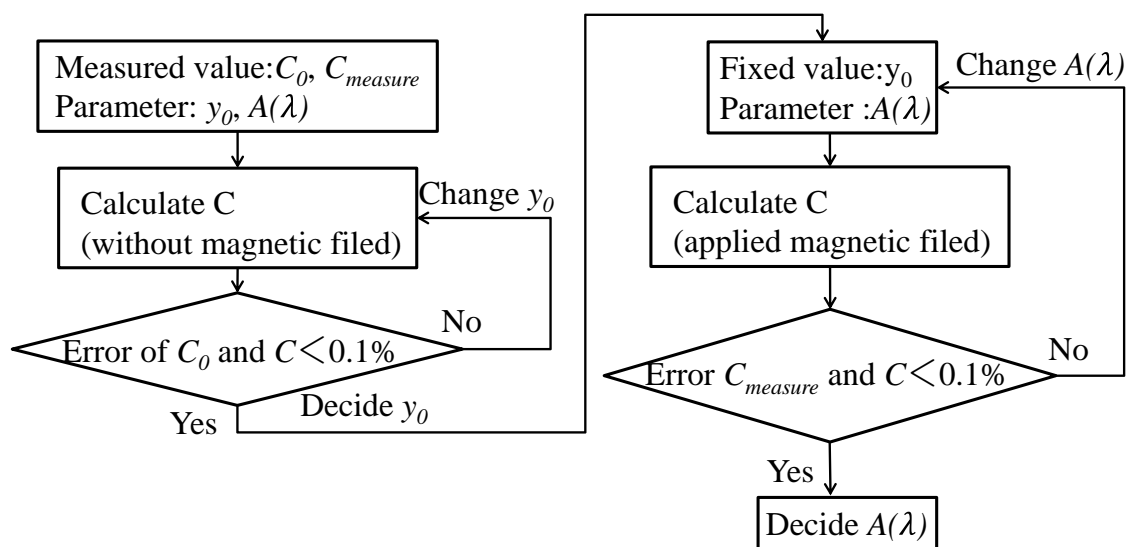 Measured value:C0, Cmeasure
Parameter: y0, A(λ)
Calculate C
(without magnetic filed)
Change y0
Error of C0 and C＜0.1%
No
Yes
Decide y0
Fixed value:y0
Parameter :A(λ)
Change A(λ)
Calculate C
(applied magnetic filed)
Error Cmeasure and C＜0.1%
No
Yes
Decide A(λ)